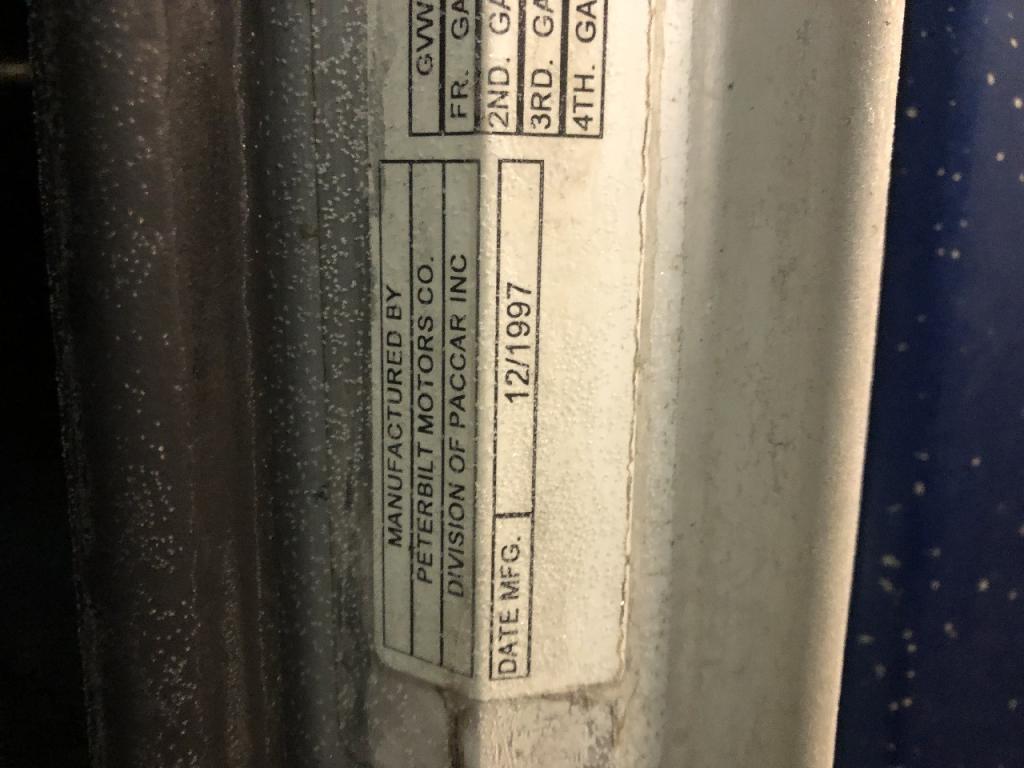 MANUFACTURED BY
PETERBILT MOTORS CO.
DIVISION OF PACCAR INC
DATE MFG. 12/1997
GVW
FR. GA
2ND. GA
3RD. GA
4TH. GA